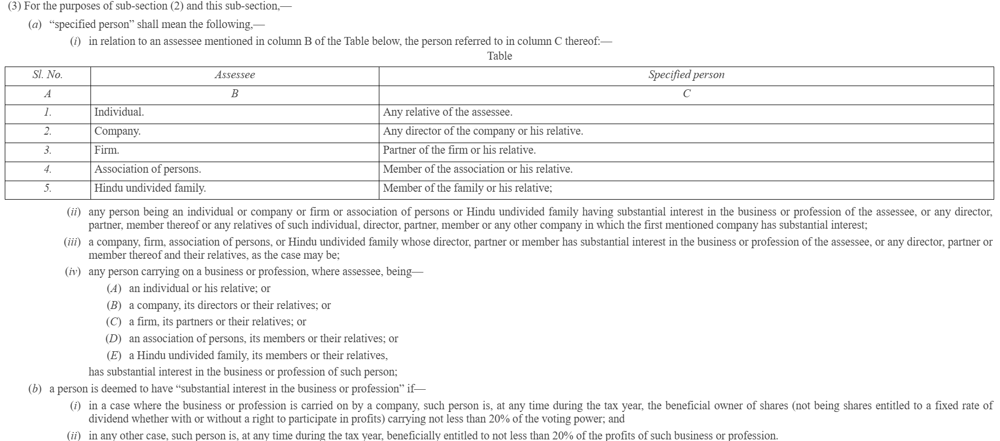 (3) For the purposes of sub-section (2) and this sub-section,—
(a) “specified person” shall mean the following,—
(i) in relation to an assessee mentioned in column B of the Table below, the person referred to in column C thereof:—
Table
Sl. No. Assessee Specified person
A B C
1. Individual. Any relative of the assessee.
2. Company. Any director of the company or his relative.
3. Firm. Partner of the firm or his relative.
4. Association of persons. Member of the association or his relative.
5. Hindu undivided family. Member of the family or his relative;
(ii) any person being an individual or company or firm or association of persons or Hindu undivided family having substantial interest in the business or profession of the assessee, or any director,
partner, member thereof or any relatives of such individual, director, partner, member or any other company in which the first mentioned company has substantial interest;
(iii) a company, firm, association of persons, or Hindu undivided family whose director, partner or member has substantial interest in the business or profession of the assessee, or any director, partner or
member thereof and their relatives, as the case may be;
(iv) any person carrying on a business or profession, where assessee, being—
(A) an individual or his relative; or
(B) a company, its directors or their relatives; or
(C) a firm, its partners or their relatives; or
(D) an association of persons, its members or their relatives; or
(E) a Hindu undivided family, its members or their relatives,
has substantial interest in the business or profession of such person;
(b) a person is deemed to have “substantial interest in the business or profession” if—
(i) in a case where the business or profession is carried on by a company, such person is, at any time during the tax year, the beneficial owner of shares (not being shares entitled to a fixed rate of
dividend whether with or without a right to participate in profits) carrying not less than 20% of the voting power; and
(ii) in any other case, such person is, at any time during the tax year, beneficially entitled to not less than 20% of the profits of such business or profession.